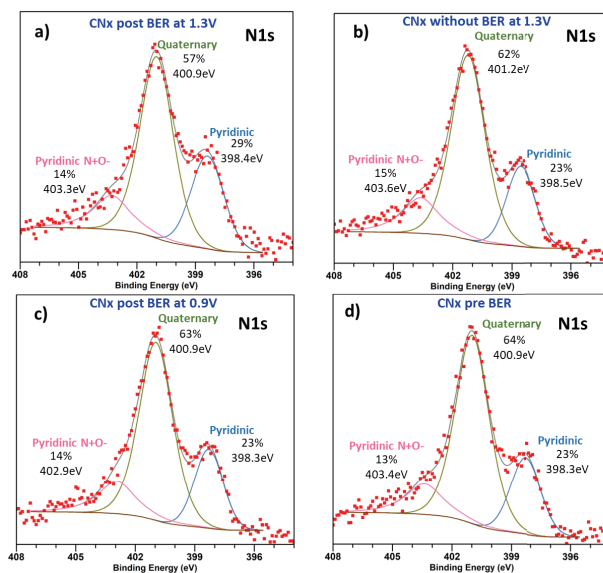 a)
CNx post BER at 1.3V
N1s
Quaternary
57%
400.9eV
Pyridinic
29%
398.4eV
Pyridinic N+O-
14%
403.3eV
408 405 402 399 396
Binding Energy (eV)
b)
CNx without BER at 1.3V
N1s
Quaternary
62%
401.2eV
Pyridinic
23%
398.5eV
Pyridinic N+O-
15%
403.6eV
408 405 402 399 396
Binding Energy (eV)
c)
CNx post BER at 0.9V
N1s
Quaternary
63%
400.9eV
Pyridinic
23%
398.3eV
Pyridinic N+O-
14%
402.9eV
408 405 402 399 396
Binding Energy (eV)
d)
CNx pre BER
N1s
Quaternary
64%
400.9eV
Pyridinic
23%
398.3eV
Pyridinic N+O-
13%
403.4eV
408 405 402 399 396
Binding Energy (eV)